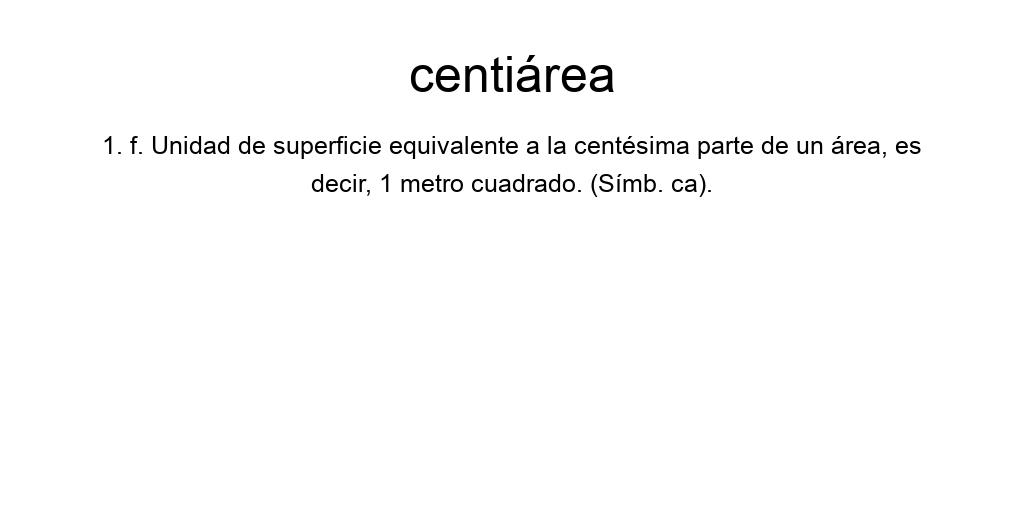 centiárea
1. f. Unidad de superficie equivalente a la centésima parte de un área, es
decir, 1 metro cuadrado. (Símb. ca).